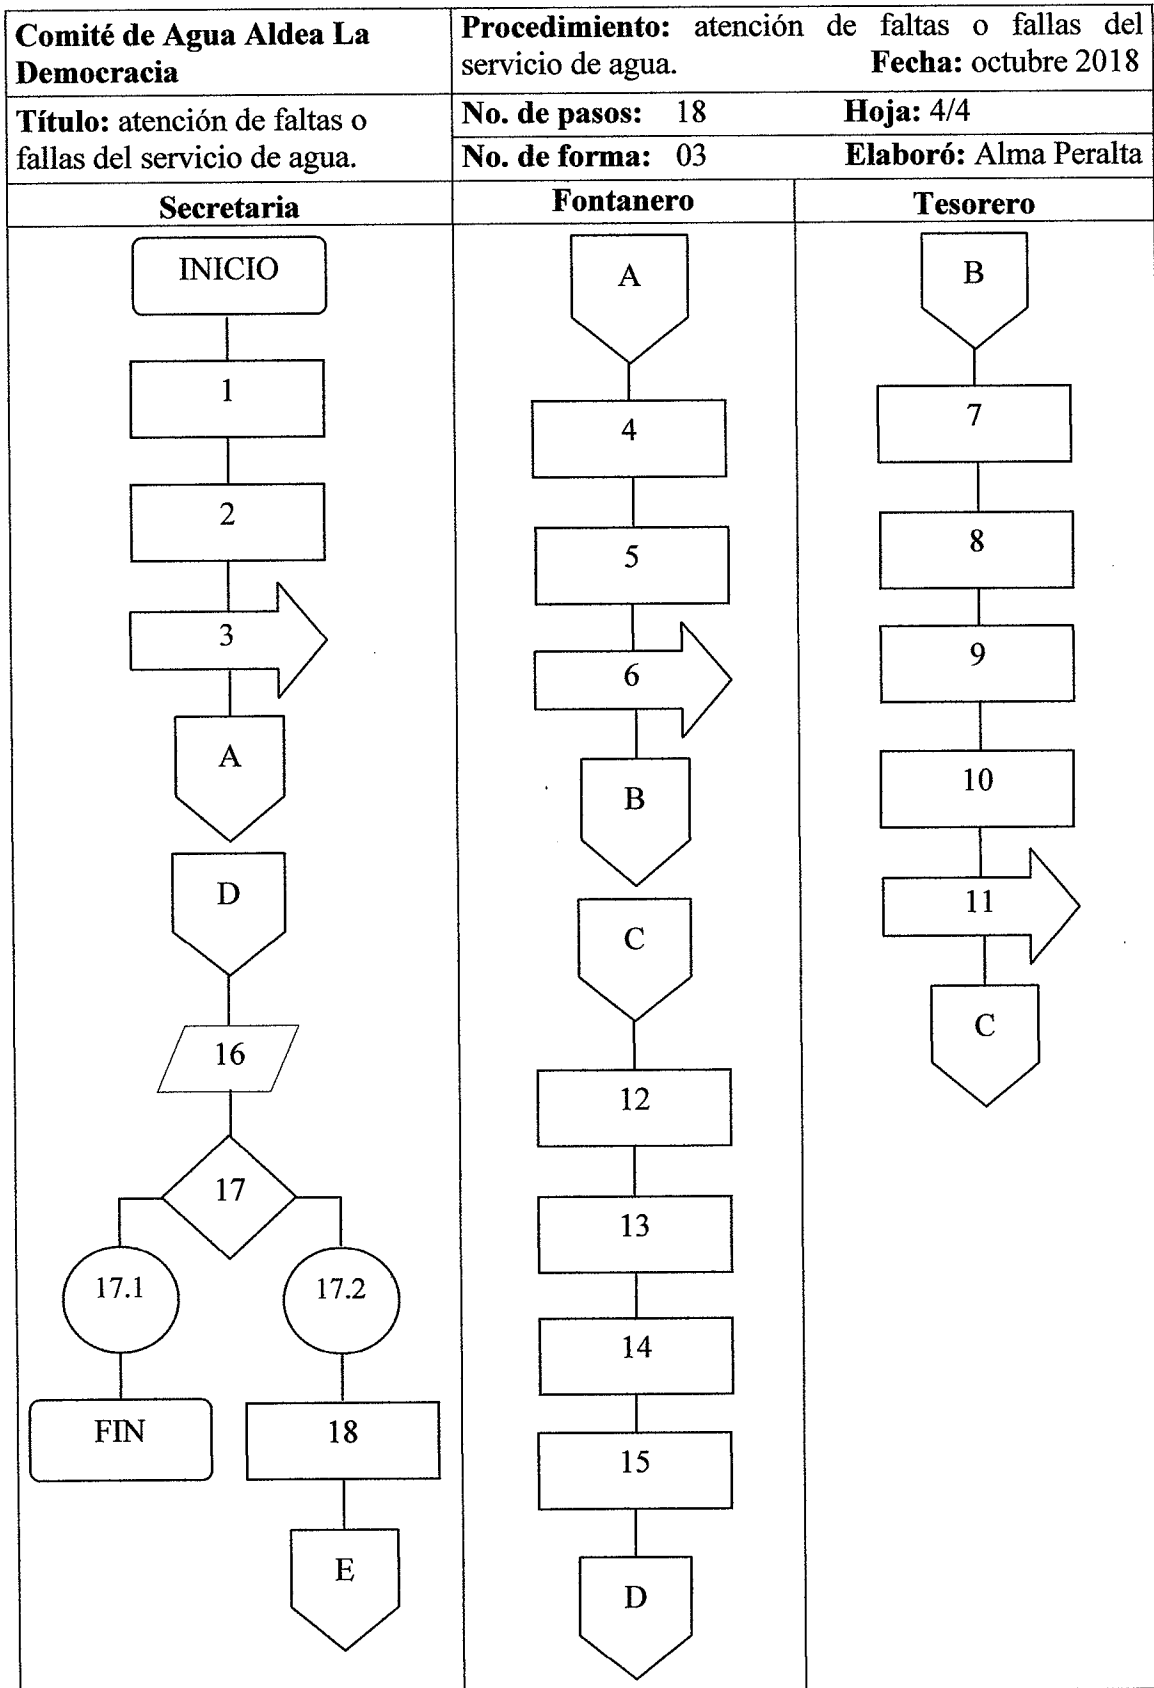 Comité de Agua Aldea La
Democracia
Procedimiento: atención de faltas o fallas del
servicio de agua. Fecha: octubre 2018
Título: atención de faltas o
fallas del servicio de agua.
No. de pasos: 18 Hoja: 4/4
No. de forma: 03 Elaboró: Alma Peralta
Secretaria
INICIO
1
2
3
A
D
16
17
17.1
17.2
FIN
18
E
Fontanero
A
4
5
6
B
C
12
13
14
15
D
Tesorero
B
7
8
9
10
11
C